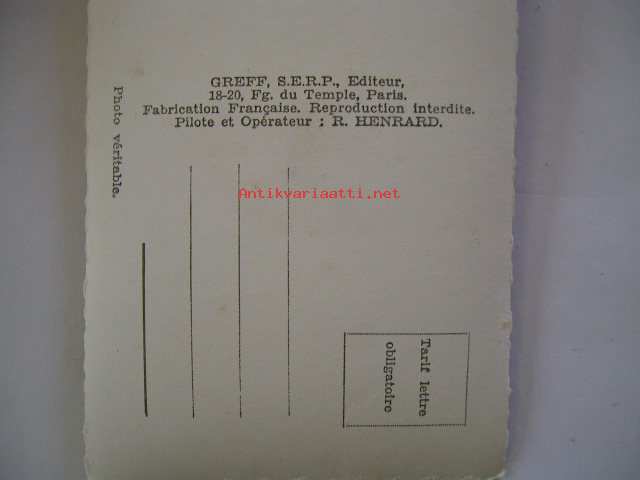 GREFF, S.E.R.P., Editeur,
18-20, Fg. du Temple, Paris.
Fabrication Française. Reproduction interdite.
Pilote et Opérateur : R. HENRARD.
Photo véritable.
Antikvariaatti.net
Tarif lettre
obligatoire